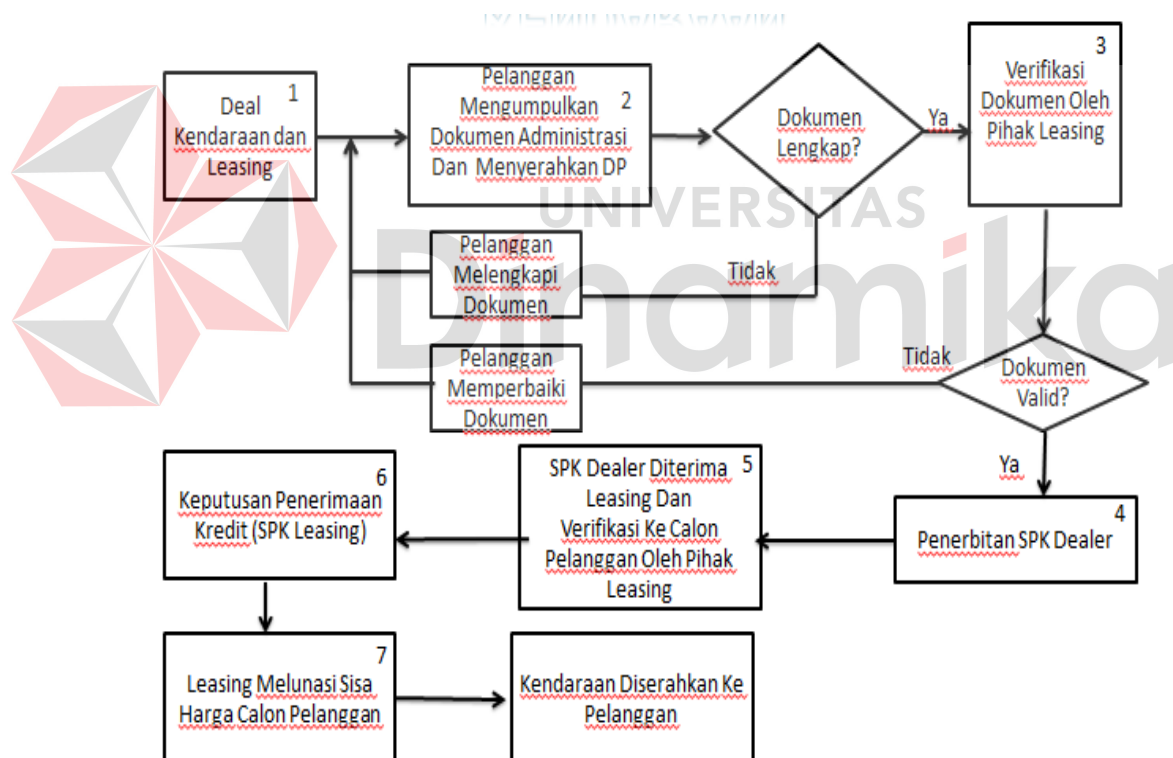 1
Deal
Kendaraan dan
Leasing
Pelanggan
Mengumpulkan
2
Dokumen Administrasi
Dan Menyerahkan DP
Dokumen
Lengkap?
Ya
3
Verifikasi
Dokumen Oleh
Pihak Leasing
UNIVERSITAS
Dinamika
Pelanggan
Melengkapi
Dokumen
Tidak
Pelanggan
Memperbaiki
Dokumen
Tidak
Dokumen
Valid?
Ya
4
Penerbitan SPK Dealer
SPK Dealer Diterima
5
Leasing Dan
Verifikasi Ke Calon
Pelanggan Oleh Pihak
Leasing
6
Keputusan Penerimaan
Kredit (SPK Leasing)
7
Leasing Melunasi Sisa
Harga Calon Pelanggan
Kendaraan Diserahkan Ke
Pelanggan